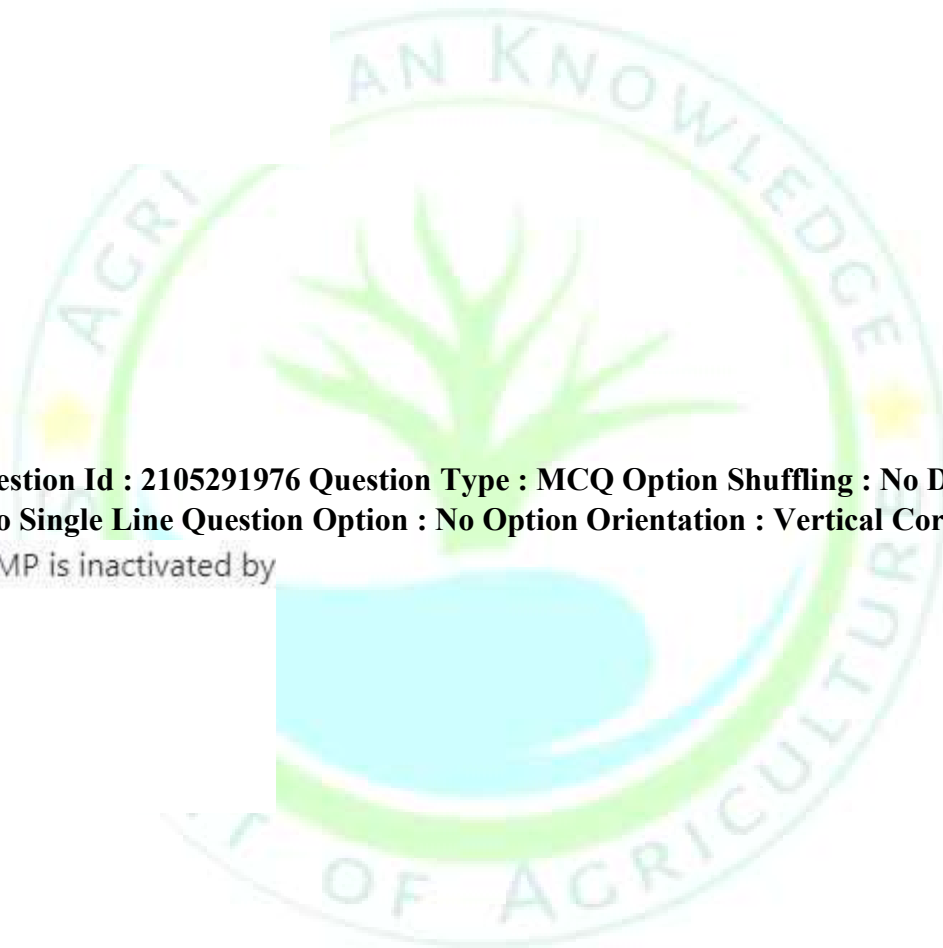 AGRI AN KNOWLEDGE
estion Id : 2105291976 Question Type : MCQ Option Shuffling : No D
o Single Line Question Option : No Option Orientation : Vertical Cor
MP is inactivated by
OF AGRICULTURE